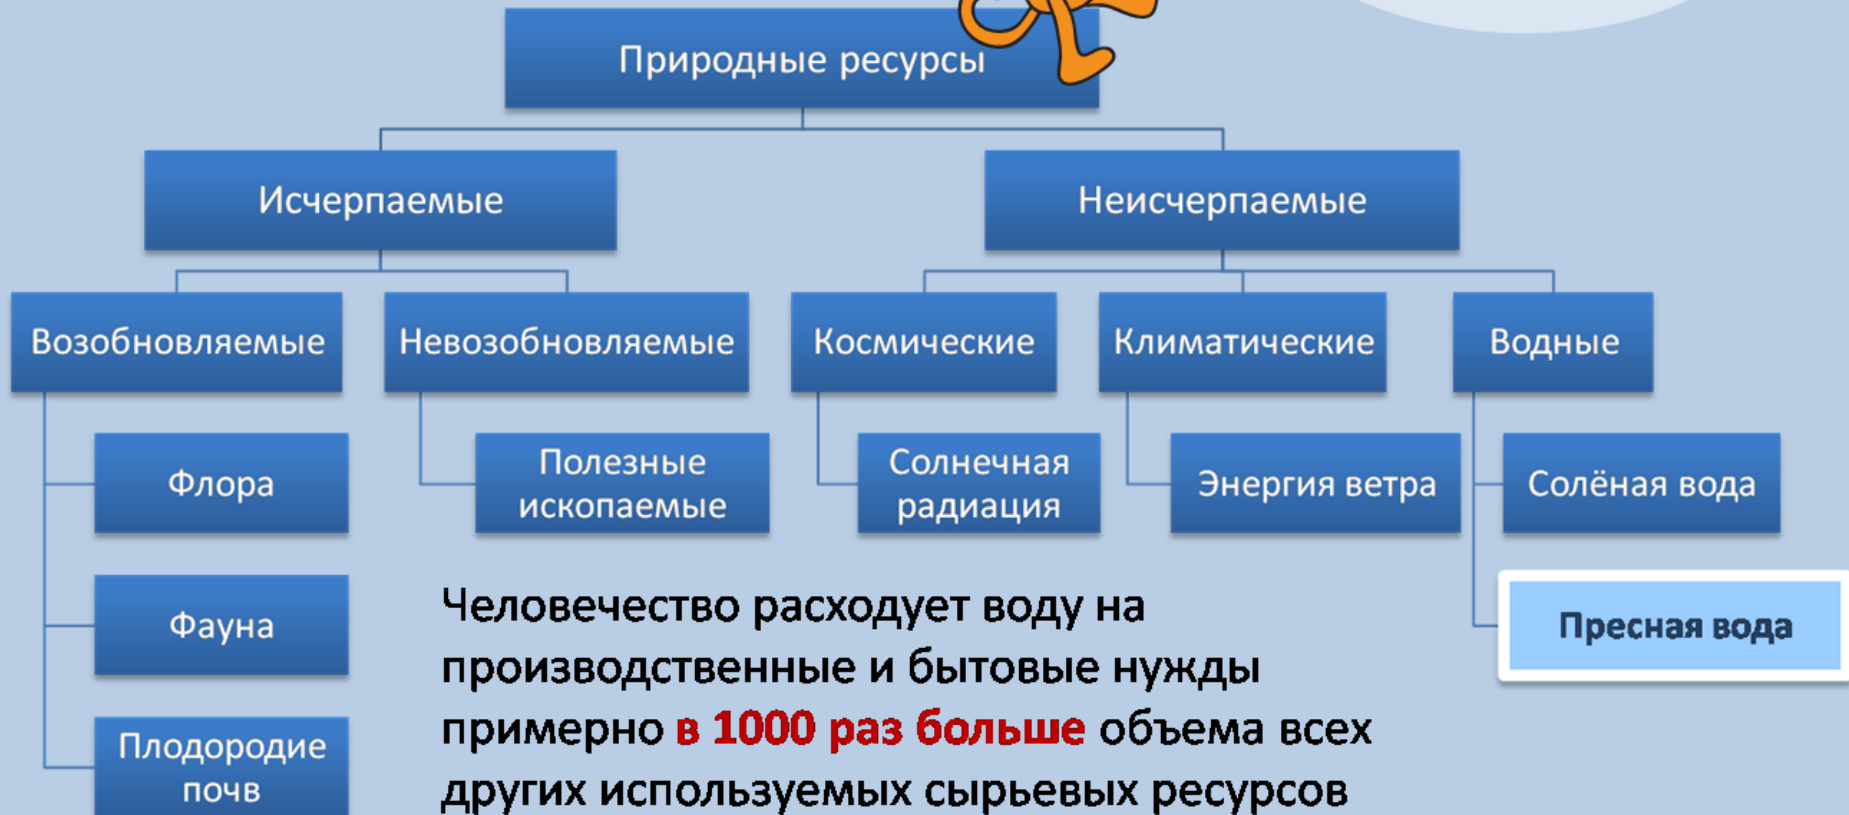 Природные ресурсы
Исчерпаемые
Неисчерпаемые
Возобновляемые
Невозобновляемые
Космические
Климатические
Водные
Флора
Полезные
ископаемые
Солнечная
радиация
Энергия ветра
Солёная вода
Фауна
Пресная вода
Плодородие
почв
Человечество расходует воду на
производственные и бытовые нужды
примерно в 1000 раз больше объема всех
других используемых сырьевых ресурсов